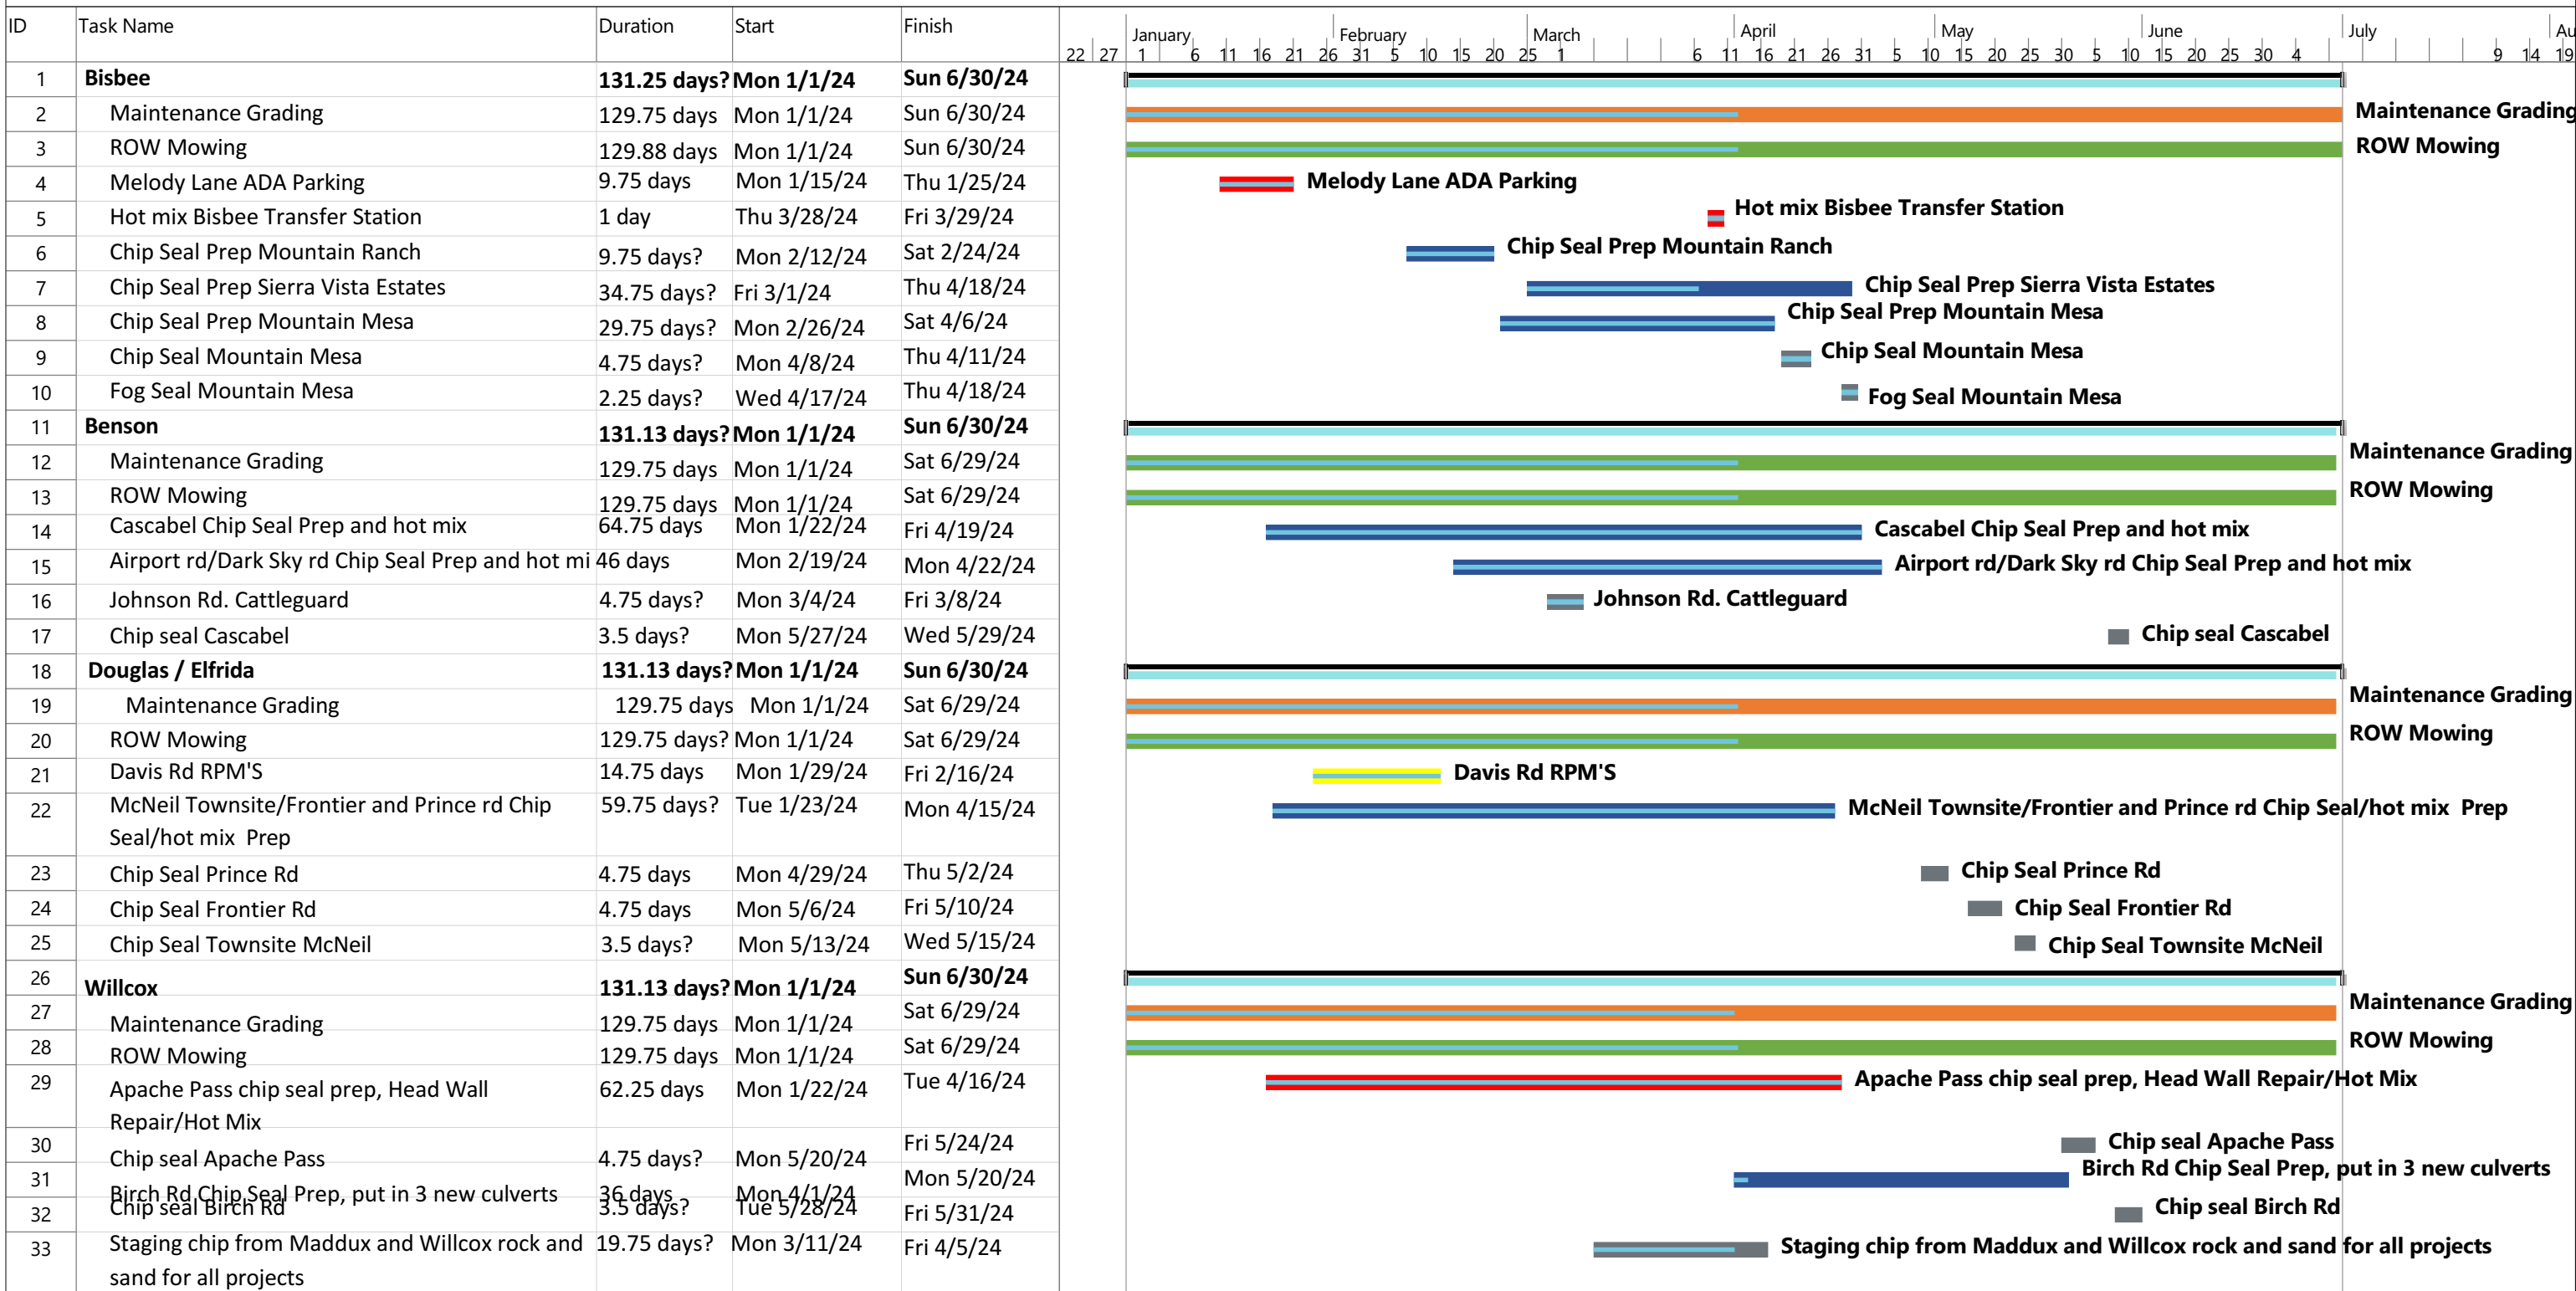 ID Task Name Duration Start Finish
January February March April May June July Au
22 27 1 6 11 16 21 26 31 5 10 15 20 25 1 6 11 16 21 26 31 5 10 15 20 25 30 5 10 15 20 25 30 4 9 14 19
1 Bisbee 131.25 days? Mon 1/1/24 Sun 6/30/24
2 Maintenance Grading 129.75 days Mon 1/1/24 Sun 6/30/24 Maintenance Grading
3 ROW Mowing 129.88 days Mon 1/1/24 Sun 6/30/24 ROW Mowing
4 Melody Lane ADA Parking 9.75 days Mon 1/15/24 Thu 1/25/24 Melody Lane ADA Parking
5 Hot mix Bisbee Transfer Station 1 day Thu 3/28/24 Fri 3/29/24 Hot mix Bisbee Transfer Station
6 Chip Seal Prep Mountain Ranch 9.75 days? Mon 2/12/24 Sat 2/24/24 Chip Seal Prep Mountain Ranch
7 Chip Seal Prep Sierra Vista Estates 34.75 days? Fri 3/1/24 Thu 4/18/24 Chip Seal Prep Sierra Vista Estates
8 Chip Seal Prep Mountain Mesa 29.75 days? Mon 2/26/24 Sat 4/6/24 Chip Seal Prep Mountain Mesa
9 Chip Seal Mountain Mesa 4.75 days? Mon 4/8/24 Thu 4/11/24 Chip Seal Mountain Mesa
10 Fog Seal Mountain Mesa 2.25 days? Wed 4/17/24 Thu 4/18/24 Fog Seal Mountain Mesa
11 Benson 131.13 days? Mon 1/1/24 Sun 6/30/24
12 Maintenance Grading 129.75 days Mon 1/1/24 Sat 6/29/24 Maintenance Grading
13 ROW Mowing 129.75 days Mon 1/1/24 Sat 6/29/24 ROW Mowing
14 Cascabel Chip Seal Prep and hot mix 64.75 days Mon 1/22/24 Fri 4/19/24 Cascabel Chip Seal Prep and hot mix
15 Airport rd/Dark Sky rd Chip Seal Prep and hot mi 46 days Mon 2/19/24 Mon 4/22/24 Airport rd/Dark Sky rd Chip Seal Prep and hot mix
16 Johnson Rd. Cattleguard 4.75 days? Mon 3/4/24 Fri 3/8/24 Johnson Rd. Cattleguard
17 Chip seal Cascabel 3.5 days? Mon 5/27/24 Wed 5/29/24 Chip seal Cascabel
18 Douglas / Elfrida 131.13 days? Mon 1/1/24 Sun 6/30/24
19 Maintenance Grading 129.75 days Mon 1/1/24 Sat 6/29/24 Maintenance Grading
20 ROW Mowing 129.75 days? Mon 1/1/24 Sat 6/29/24 ROW Mowing
21 Davis Rd RPM'S 14.75 days Mon 1/29/24 Fri 2/16/24 Davis Rd RPM'S
22 McNeil Townsite/Frontier and Prince rd Chip 59.75 days? Tue 1/23/24 Mon 4/15/24 McNeil Townsite/Frontier and Prince rd Chip Seal/hot mix Prep
Seal/hot mix Prep
23 Chip Seal Prince Rd 4.75 days Mon 4/29/24 Thu 5/2/24 Chip Seal Prince Rd
24 Chip Seal Frontier Rd 4.75 days Mon 5/6/24 Fri 5/10/24 Chip Seal Frontier Rd
25 Chip Seal Townsite McNeil 3.5 days? Mon 5/13/24 Wed 5/15/24 Chip Seal Townsite McNeil
26 Willcox 131.13 days? Mon 1/1/24 Sun 6/30/24
27 Maintenance Grading 129.75 days Mon 1/1/24 Sat 6/29/24 Maintenance Grading
28 ROW Mowing 129.75 days Mon 1/1/24 Sat 6/29/24 ROW Mowing
29 Apache Pass chip seal prep, Head Wall 62.25 days Mon 1/22/24 Tue 4/16/24 Apache Pass chip seal prep, Head Wall Repair/Hot Mix
Repair/Hot Mix
30 Chip seal Apache Pass 4.75 days? Mon 5/20/24 Fri 5/24/24 Chip seal Apache Pass
31 Birch Rd Chip Seal Prep, put in 3 new culverts 36 days Mon 4/1/24 Mon 5/20/24 Birch Rd Chip Seal Prep, put in 3 new culverts
32 Chip seal Birch Rd 3.5 days? Tue 5/28/24 Fri 5/31/24 Chip seal Birch Rd
33 Staging chip from Maddux and Willcox rock and 19.75 days? Mon 3/11/24 Fri 4/5/24 Staging chip from Maddux and Willcox rock and sand for all projects
sand for all projects